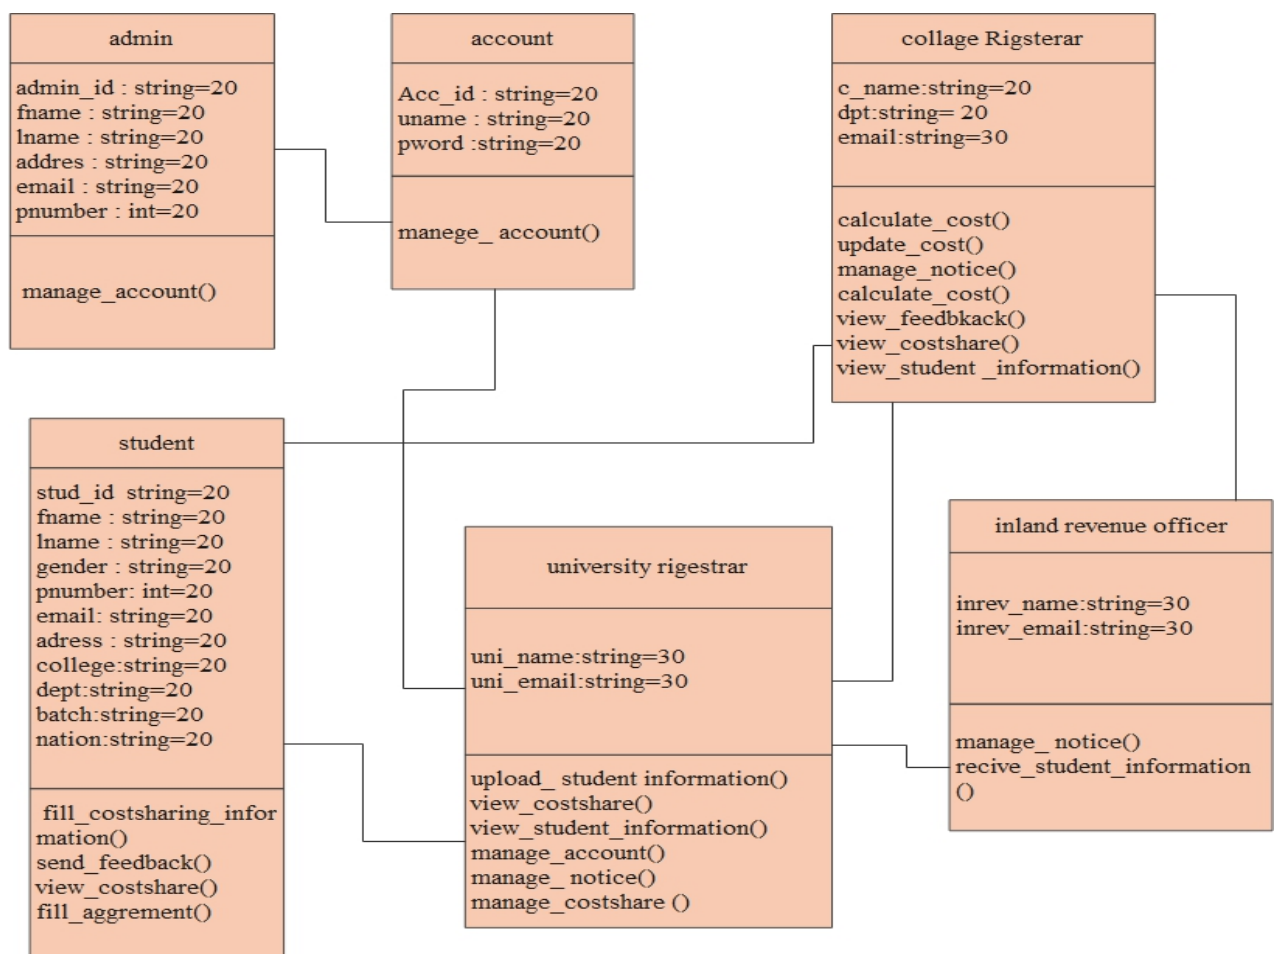 admin
admin_id : string=20
fname : string=20
lname : string=20
addres : string=20
email : string=20
pnumber : int=20
manage_account()
account
Acc_id : string=20
uname : string=20
pword :string=20
manege_ account()
collage Rigsterar
c_name:string=20
dpt:string= 20
email:string=30
calculate_cost()
update_cost()
manage_notice()
calculate_cost()
view_feedbkack()
view_costshare()
view_student _information()
student
stud_id  string=20
fname : string=20
lname : string=20
gender : string=20
pnumber: int=20
email: string=20
adress : string=20
college:string=20
dept:string=20
batch:string=20
nation:string=20
fill_costsharing_infor
mation()
send_feedback()
view_costshare()
fill_aggrement()
university rigestrar
uni_name:string=30
uni_email:string=30
upload_ student information()
view_costshare()
view_student_information()
manage_account()
manage_ notice()
manage_costshare ()
inland revenue officer
inrev_name:string=30
inrev_email:string=30
manage_ notice()
recive_student_information
()